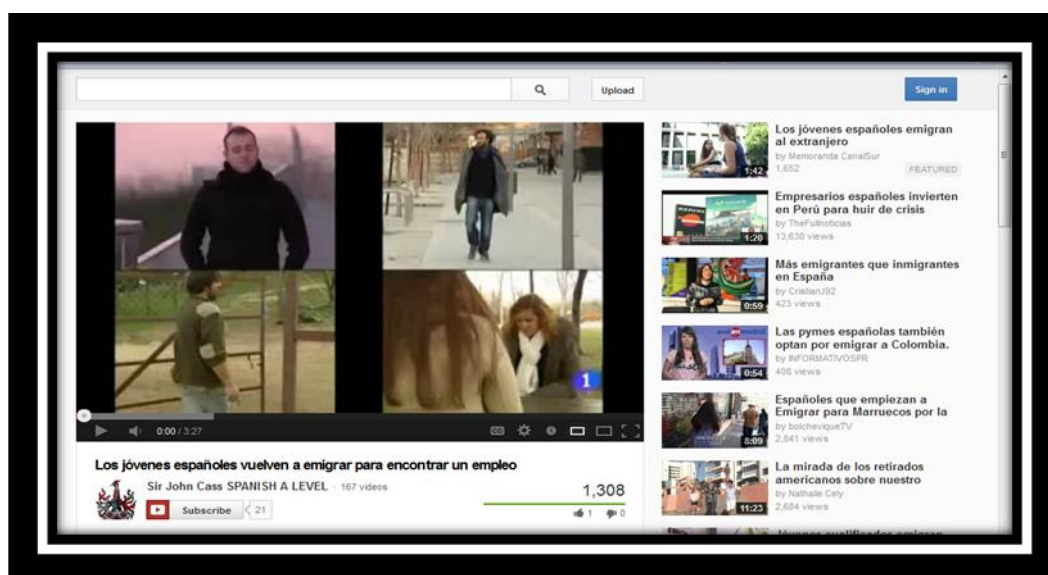 Upload
Sign in
1
0:00 / 3:27
CC
Los jóvenes españoles vuelven a emigrar para encontrar un empleo
Sir John Cass SPANISH A LEVEL · 167 videos
Subscribe
21
1,308
1
0
Los jóvenes españoles emigran
al extranjero
by Memoranda CanalSur
1,652
FEATURED
1:42
Empresarios españoles invierten
en Perú para huir de crisis
by TheFullnoticias
13,630 views
1:20
Más emigrantes que inmigrantes
en España
by CristianJ92
423 views
0:59
Las pymes españolas también
optan por emigrar a Colombia.
by INFORMATIVOSPR
408 views
0:54
Españoles que empiezan a
Emigrar para Marruecos por la
by bolcheviqueTV
2,841 views
8:09
La mirada de los retirados
americanos sobre nuestro
by Nathalie Cely
2,684 views
11:23